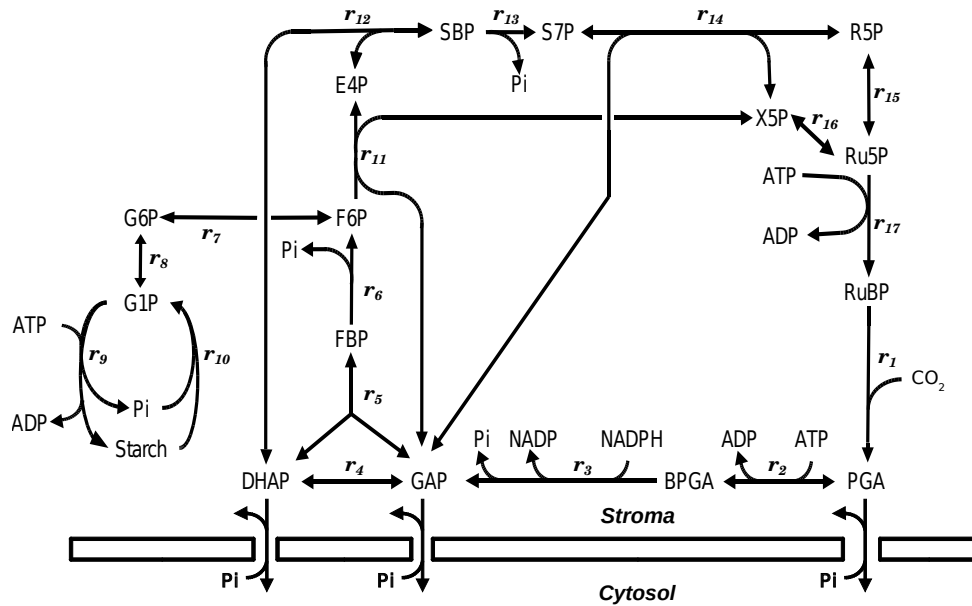 r12 r13 r14
SBP S7P R5P
E4P Pi
r15
X5P r16
r11 Ru5P
ATP
G6P F6P
r7 ADP r17
Pi
r8
r6
G1P RuBP
ATP
FBP
r9 r10 r1
r5 CO2
ADP Pi
Starch
Pi NADP NADPH ADP ATP
r4 r3 r2
DHAP GAP BPGA PGA
Stroma
Pi Pi Pi
Cytosol